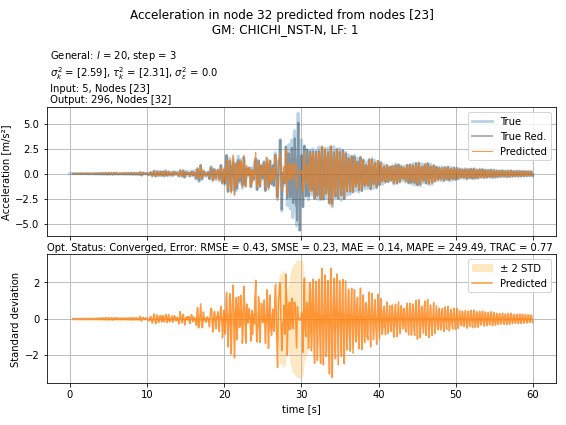 Acceleration in node 32 predicted from nodes [23]
GM: CHICHI_NST-N, LF: 1
General: l = 20, step = 3
σ²ₖ = [2.59], τ²ₖ = [2.31], σ²ₑ = 0.0
Input: 5, Nodes [23]
Output: 296, Nodes [32]
Acceleration [m/s²]
5.0
2.5
0.0
−2.5
−5.0
True
True Red.
Predicted
Opt. Status: Converged, Error: RMSE = 0.43, SMSE = 0.23, MAE = 0.14, MAPE = 249.49, TRAC = 0.77
Standard deviation
2
0
−2
± 2 STD
Predicted
0 10 20 30 40 50 60
time [s]